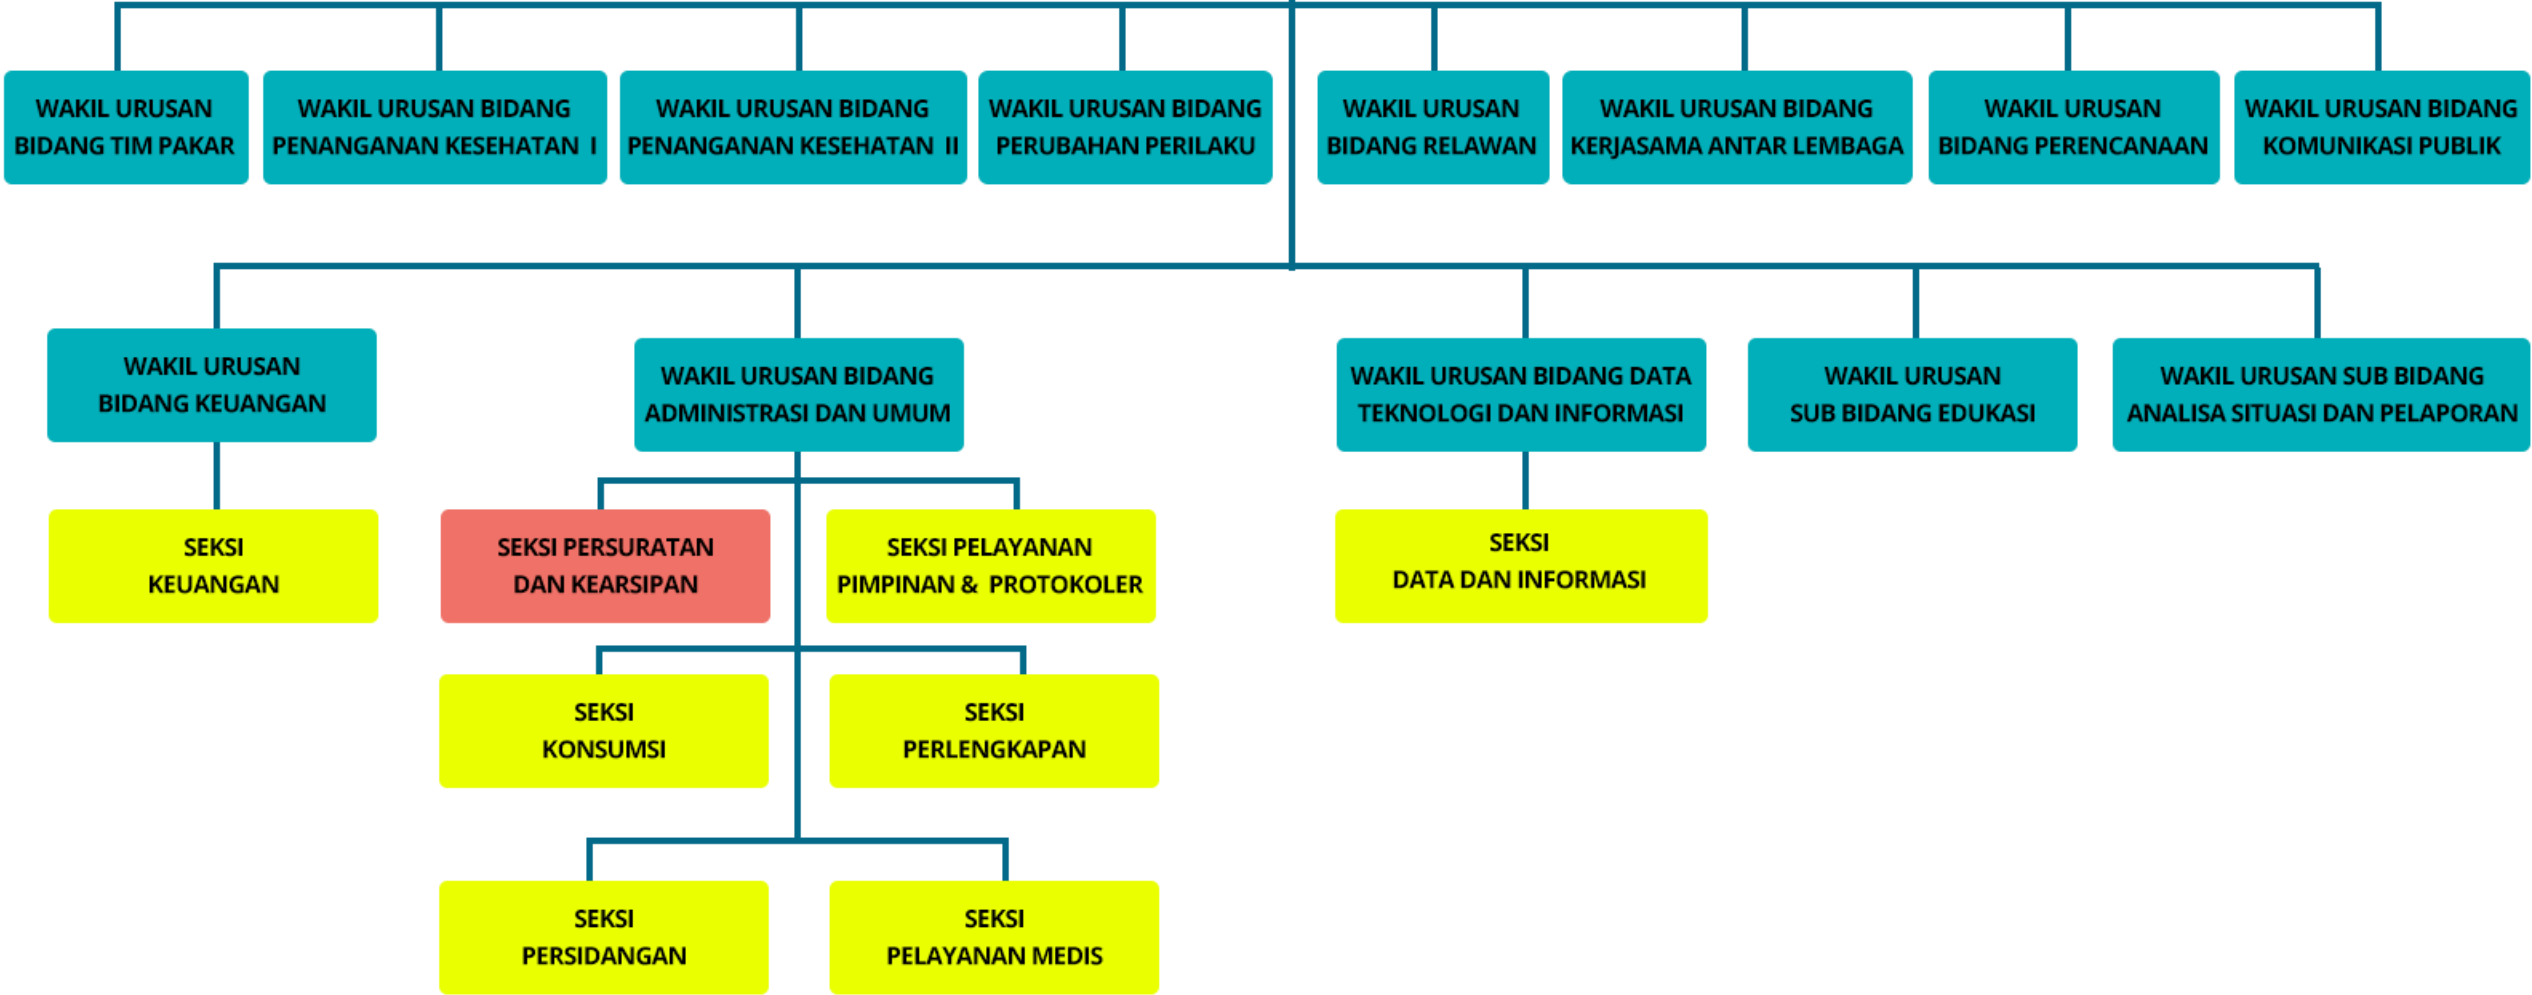 WAKIL URUSAN
BIDANG TIM PAKAR
WAKIL URUSAN BIDANG
PENANGANAN KESEHATAN I
WAKIL URUSAN BIDANG
PENANGANAN KESEHATAN II
WAKIL URUSAN BIDANG
PERUBAHAN PERILAKU
WAKIL URUSAN
BIDANG RELAWAN
WAKIL URUSAN BIDANG
KERJASAMA ANTAR LEMBAGA
WAKIL URUSAN
BIDANG PERENCANAAN
WAKIL URUSAN BIDANG
KOMUNIKASI PUBLIK
WAKIL URUSAN
BIDANG KEUANGAN
WAKIL URUSAN BIDANG
ADMINISTRASI DAN UMUM
WAKIL URUSAN BIDANG DATA
TEKNOLOGI DAN INFORMASI
WAKIL URUSAN
SUB BIDANG EDUKASI
WAKIL URUSAN SUB BIDANG
ANALISA SITUASI DAN PELAPORAN
SEKSI
KEUANGAN
SEKSI PERSURATAN
DAN KEARSIPAN
SEKSI PELAYANAN
PIMPINAN & PROTOKOLER
SEKSI
DATA DAN INFORMASI
SEKSI
KONSUMSI
SEKSI
PERLENGKAPAN
SEKSI
PERSIDANGAN
SEKSI
PELAYANAN MEDIS